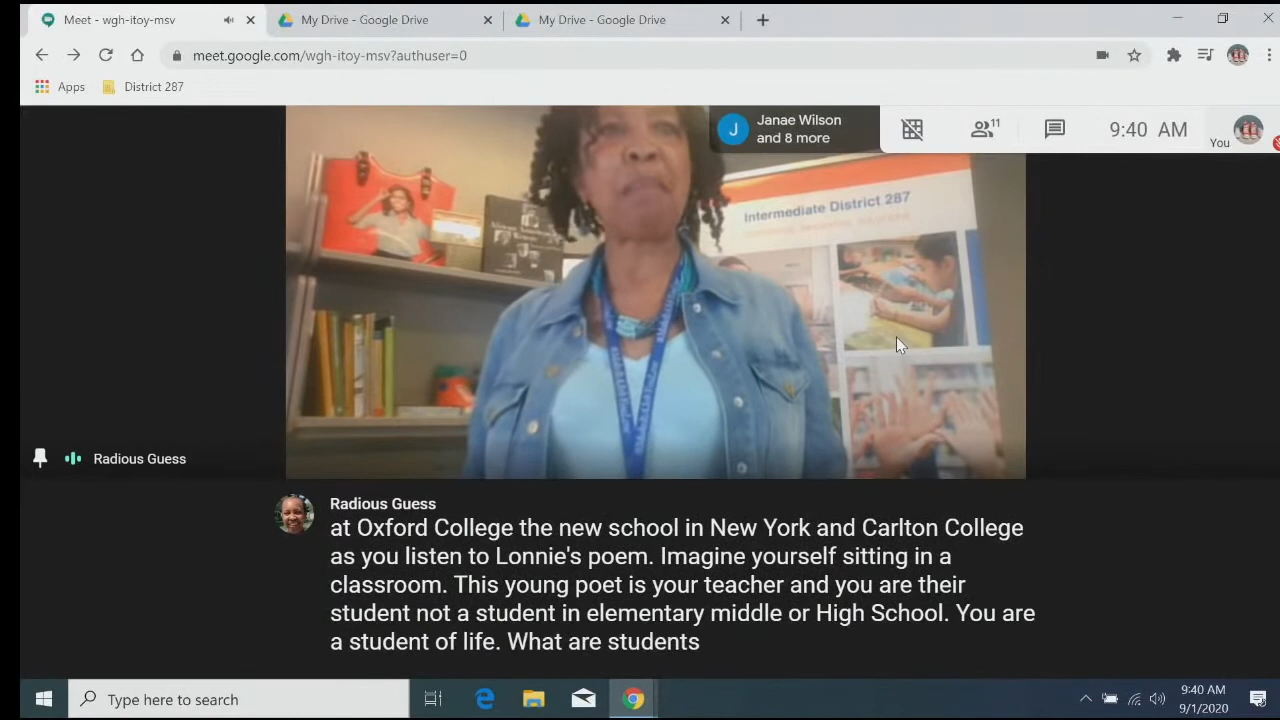 Meet - wgh-itoy-msv
My Drive - Google Drive
My Drive - Google Drive
meet.google.com/wgh-itoy-msv?authuser=0
Apps
District 287
J
Janae Wilson
and 8 more
11
9:40 AM
You
Intermediate District 287
Radious Guess
Radious Guess
at Oxford College the new school in New York and Carlton College
as you listen to Lonnie's poem. Imagine yourself sitting in a
classroom. This young poet is your teacher and you are their
student not a student in elementary middle or High School. You are
a student of life. What are students
Type here to search
9:40 AM
9/1/2020